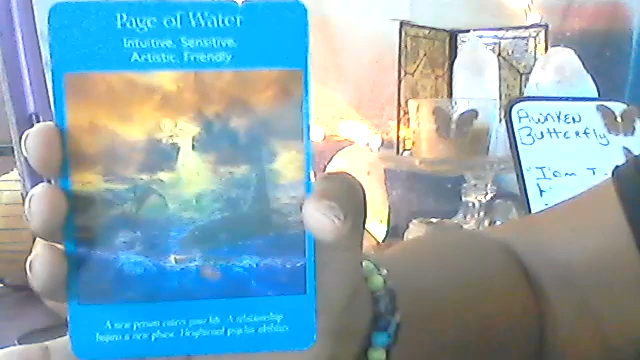 Page of Water
Intuitive, Sensitive,
Artistic, Friendly
A new person enters your life. A relationship
begins a new phase. Heightened psychic abilities.
AWAKEN
Butterfly
"I am